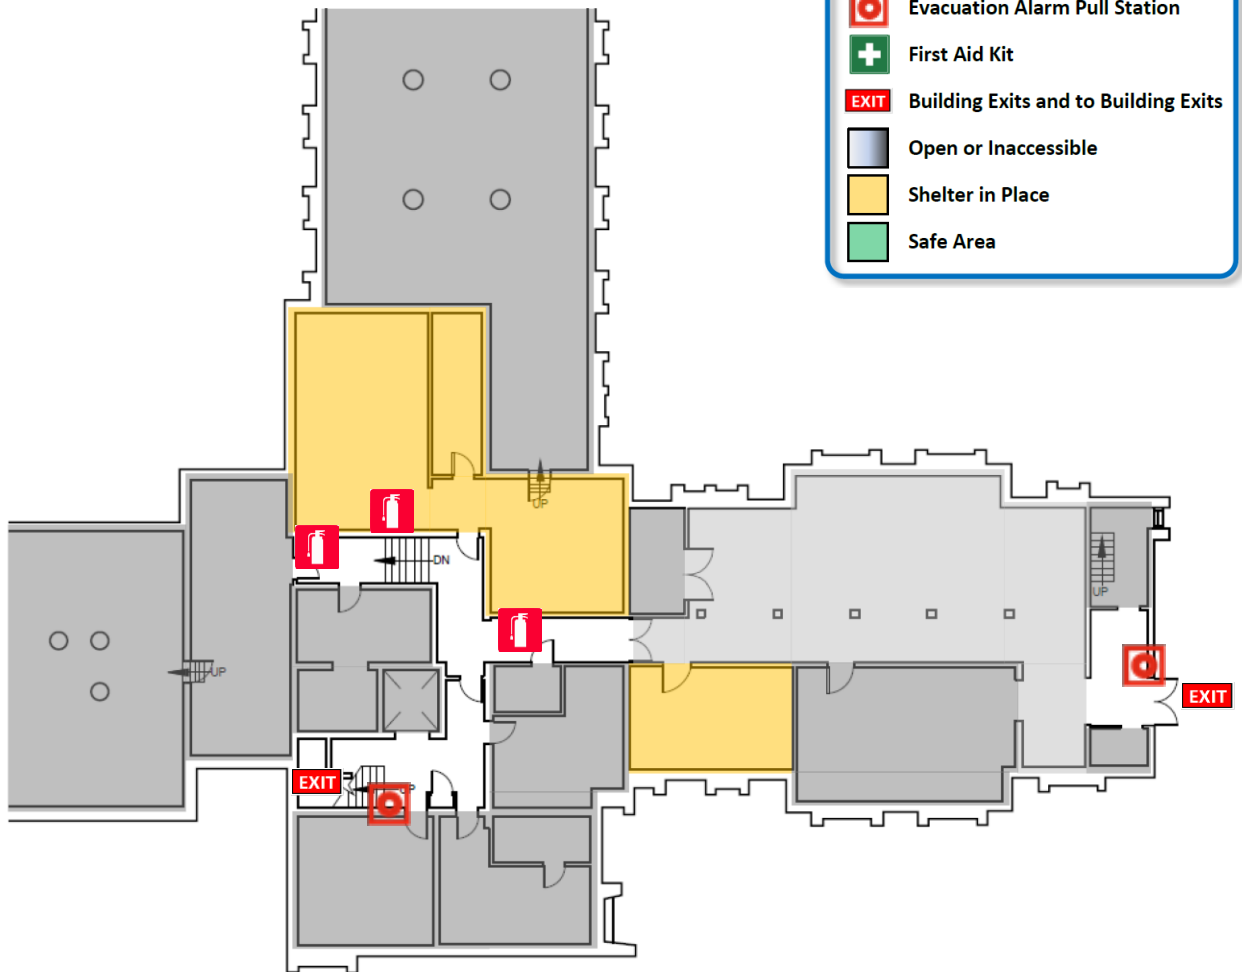 Evacuation Alarm Pull Station
First Aid Kit
EXIT Building Exits and to Building Exits
Open or Inaccessible
Shelter in Place
Safe Area
UP
DN
UP
UP
EXIT
EXIT
UP